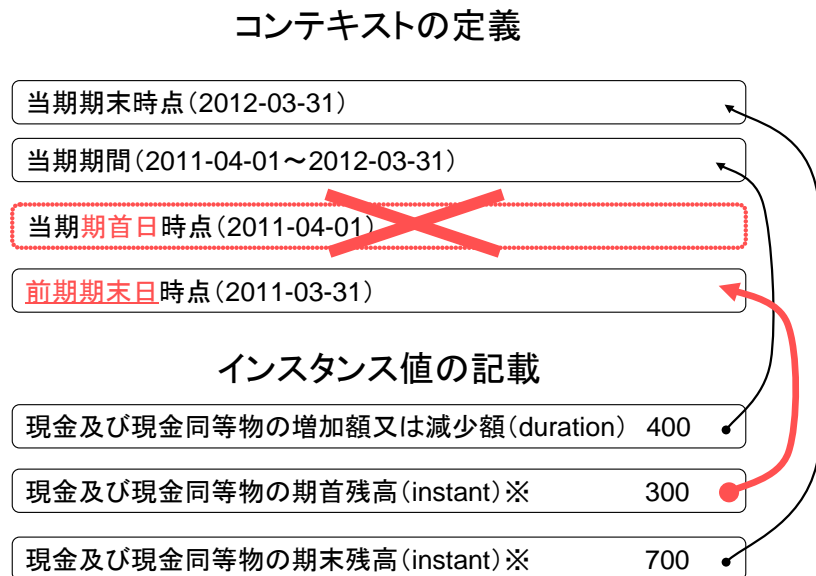 コンテキストの定義
当期期末時点(2012-03-31)
当期期間(2011-04-01～2012-03-31)
当期期首日時点(2011-04-01)
前期期末日時点(2011-03-31)
インスタンス値の記載
現金及び現金同等物の増加額又は減少額(duration) 400
現金及び現金同等物の期首残高(instant)※ 300
現金及び現金同等物の期末残高(instant)※ 700